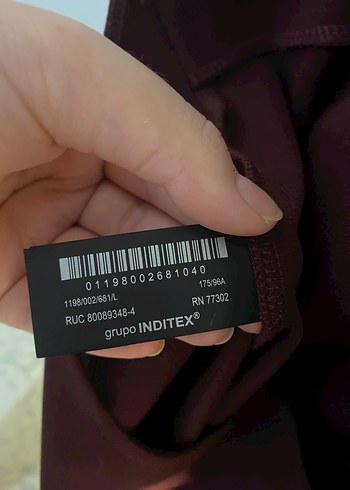 01198002681040
1198/002/681/L 175/96A
RUC 80089348-4 RN 77302
grupo INDITEX®